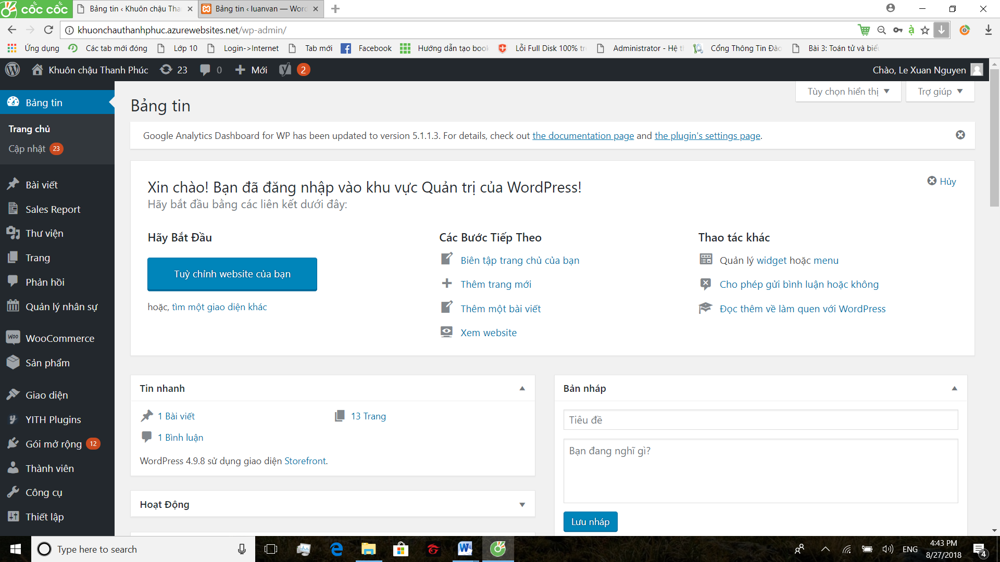 cốc cốc
Bảng tin ‹ Khuôn chậu Tha
Bảng tin ‹ luanvan — Word
khuonchauthanhphuc.azurewebsites.net/wp-admin/
Ứng dụng
Các tab mới đóng
Lớp 10
Login->Internet
Tab mới
Facebook
Hướng dẫn tạo book
Lỗi Full Disk 100% tr
Administrator - Hệ th
Cổng Thông Tin Đào
Bài 3: Toán tử và biểu
Khuôn chậu Thanh Phúc
23
0
Mới
2
Chào, Le Xuan Nguyen
Tùy chọn hiển thị
Trợ giúp
Bảng tin
Trang chủ
Cập nhật 23
Bài viết
Sales Report
Thư viện
Trang
Phản hồi
Quản lý nhân sự
WooCommerce
Sản phẩm
Giao diện
YITH Plugins
Gói mở rộng 12
Thành viên
Công cụ
Thiết lập
Bảng tin
Google Analytics Dashboard for WP has been updated to version 5.1.1.3. For details, check out the documentation page and the plugin's settings page.
Xin chào! Bạn đã đăng nhập vào khu vực Quản trị của WordPress!
Hãy bắt đầu bằng các liên kết dưới đây:
Hủy
Hãy Bắt Đầu
Tuỳ chỉnh website của bạn
hoặc, tìm một giao diện khác
Các Bước Tiếp Theo
Biên tập trang chủ của bạn
Thêm trang mới
Thêm một bài viết
Xem website
Thao tác khác
Quản lý widget hoặc menu
Cho phép gửi bình luận hoặc không
Đọc thêm về làm quen với WordPress
Tin nhanh
1 Bài viết
13 Trang
1 Bình luận
WordPress 4.9.8 sử dụng giao diện Storefront.
Hoạt Động
Bản nháp
Tiêu đề
Bạn đang nghĩ gì?
Lưu nháp
Type here to search
ENG
4:43 PM
8/27/2018
4